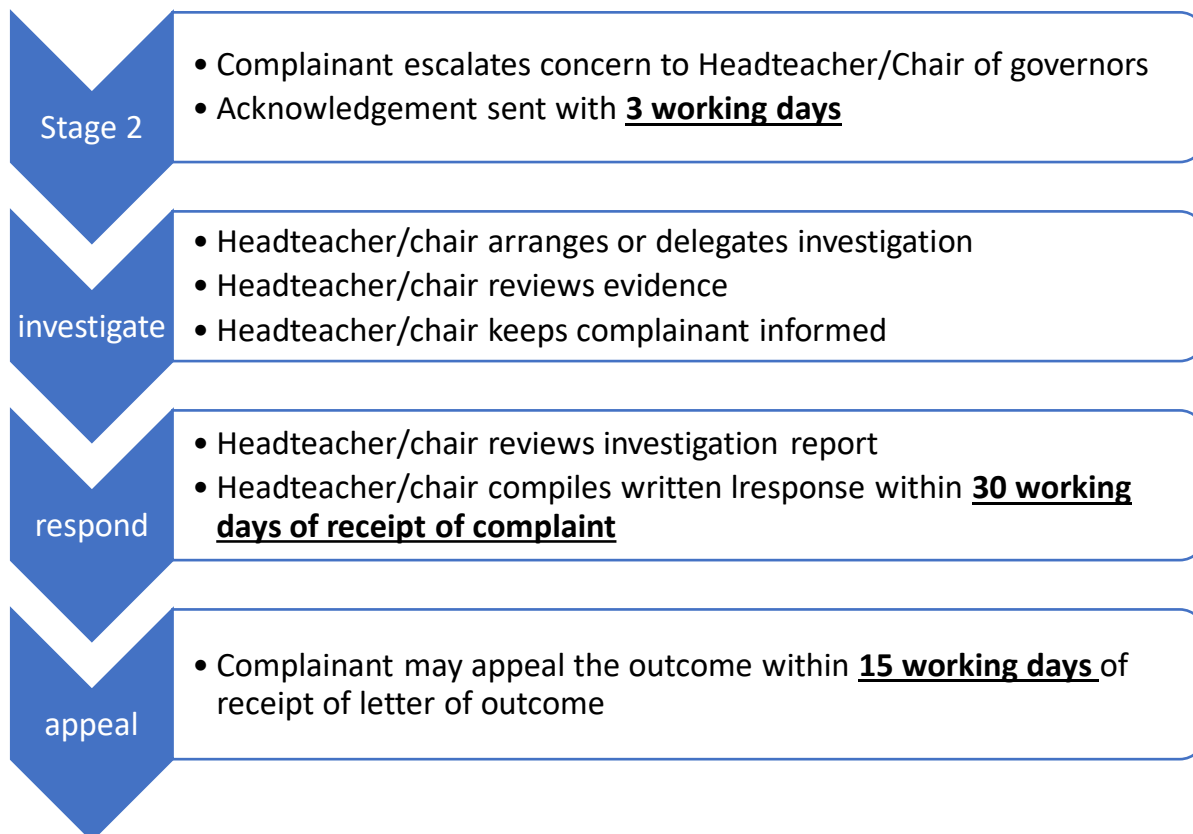 Stage 2
• Complainant escalates concern to Headteacher/Chair of governors
• Acknowledgement sent with 3 working days
investigate
• Headteacher/chair arranges or delegates investigation
• Headteacher/chair reviews evidence
• Headteacher/chair keeps complainant informed
respond
• Headteacher/chair reviews investigation report
• Headteacher/chair compiles written lresponse within 30 working
days of receipt of complaint
appeal
• Complainant may appeal the outcome within 15 working days of
receipt of letter of outcome